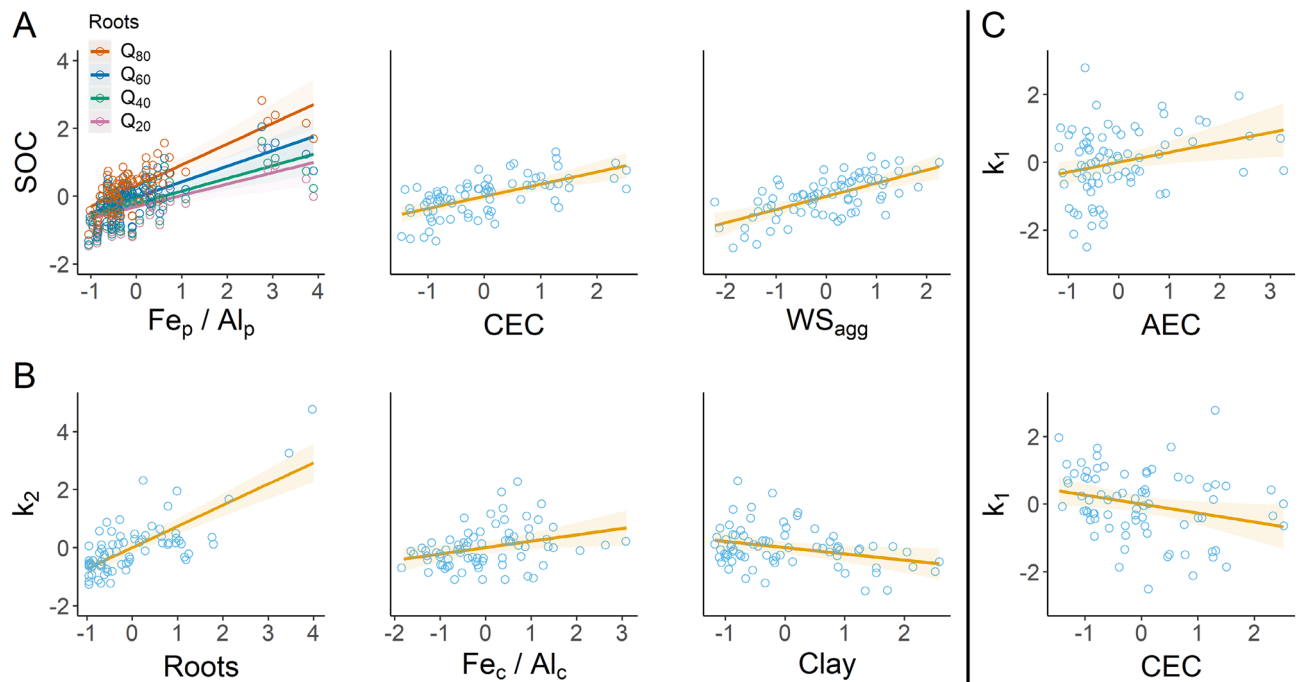 A
Roots
Q80
Q60
Q40
Q20
SOC
4
2
0
-2
-1 0 1 2 3 4
Fep / Alp
-1 0 1 2
CEC
-2 -1 0 1 2
WSagg
C
k1
2
0
-2
-1 0 1 2 3
AEC
B
k2
4
2
0
-2
-1 0 1 2 3 4
Roots
-2 -1 0 1 2 3
Fec / Alc
-1 0 1 2
Clay
k1
2
0
-2
-1 0 1 2
CEC